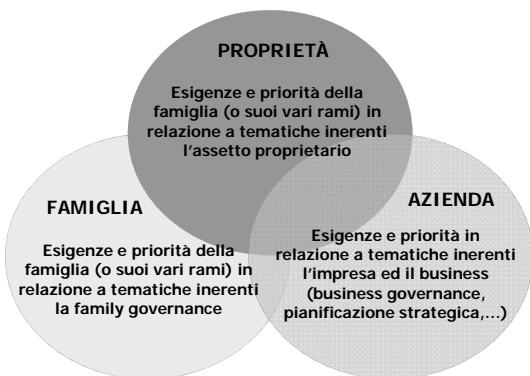 PROPRIETÀ
Esigenze e priorità della
famiglia (o suoi vari rami) in
relazione a tematiche inerenti
l'assetto proprietario
FAMIGLIA
Esigenze e priorità della
famiglia (o suoi vari rami) in
relazione a tematiche inerenti
la family governance
AZIENDA
Esigenze e priorità in
relazione a tematiche inerenti
l'impresa ed il business
(business governance,
pianificazione strategica,...)